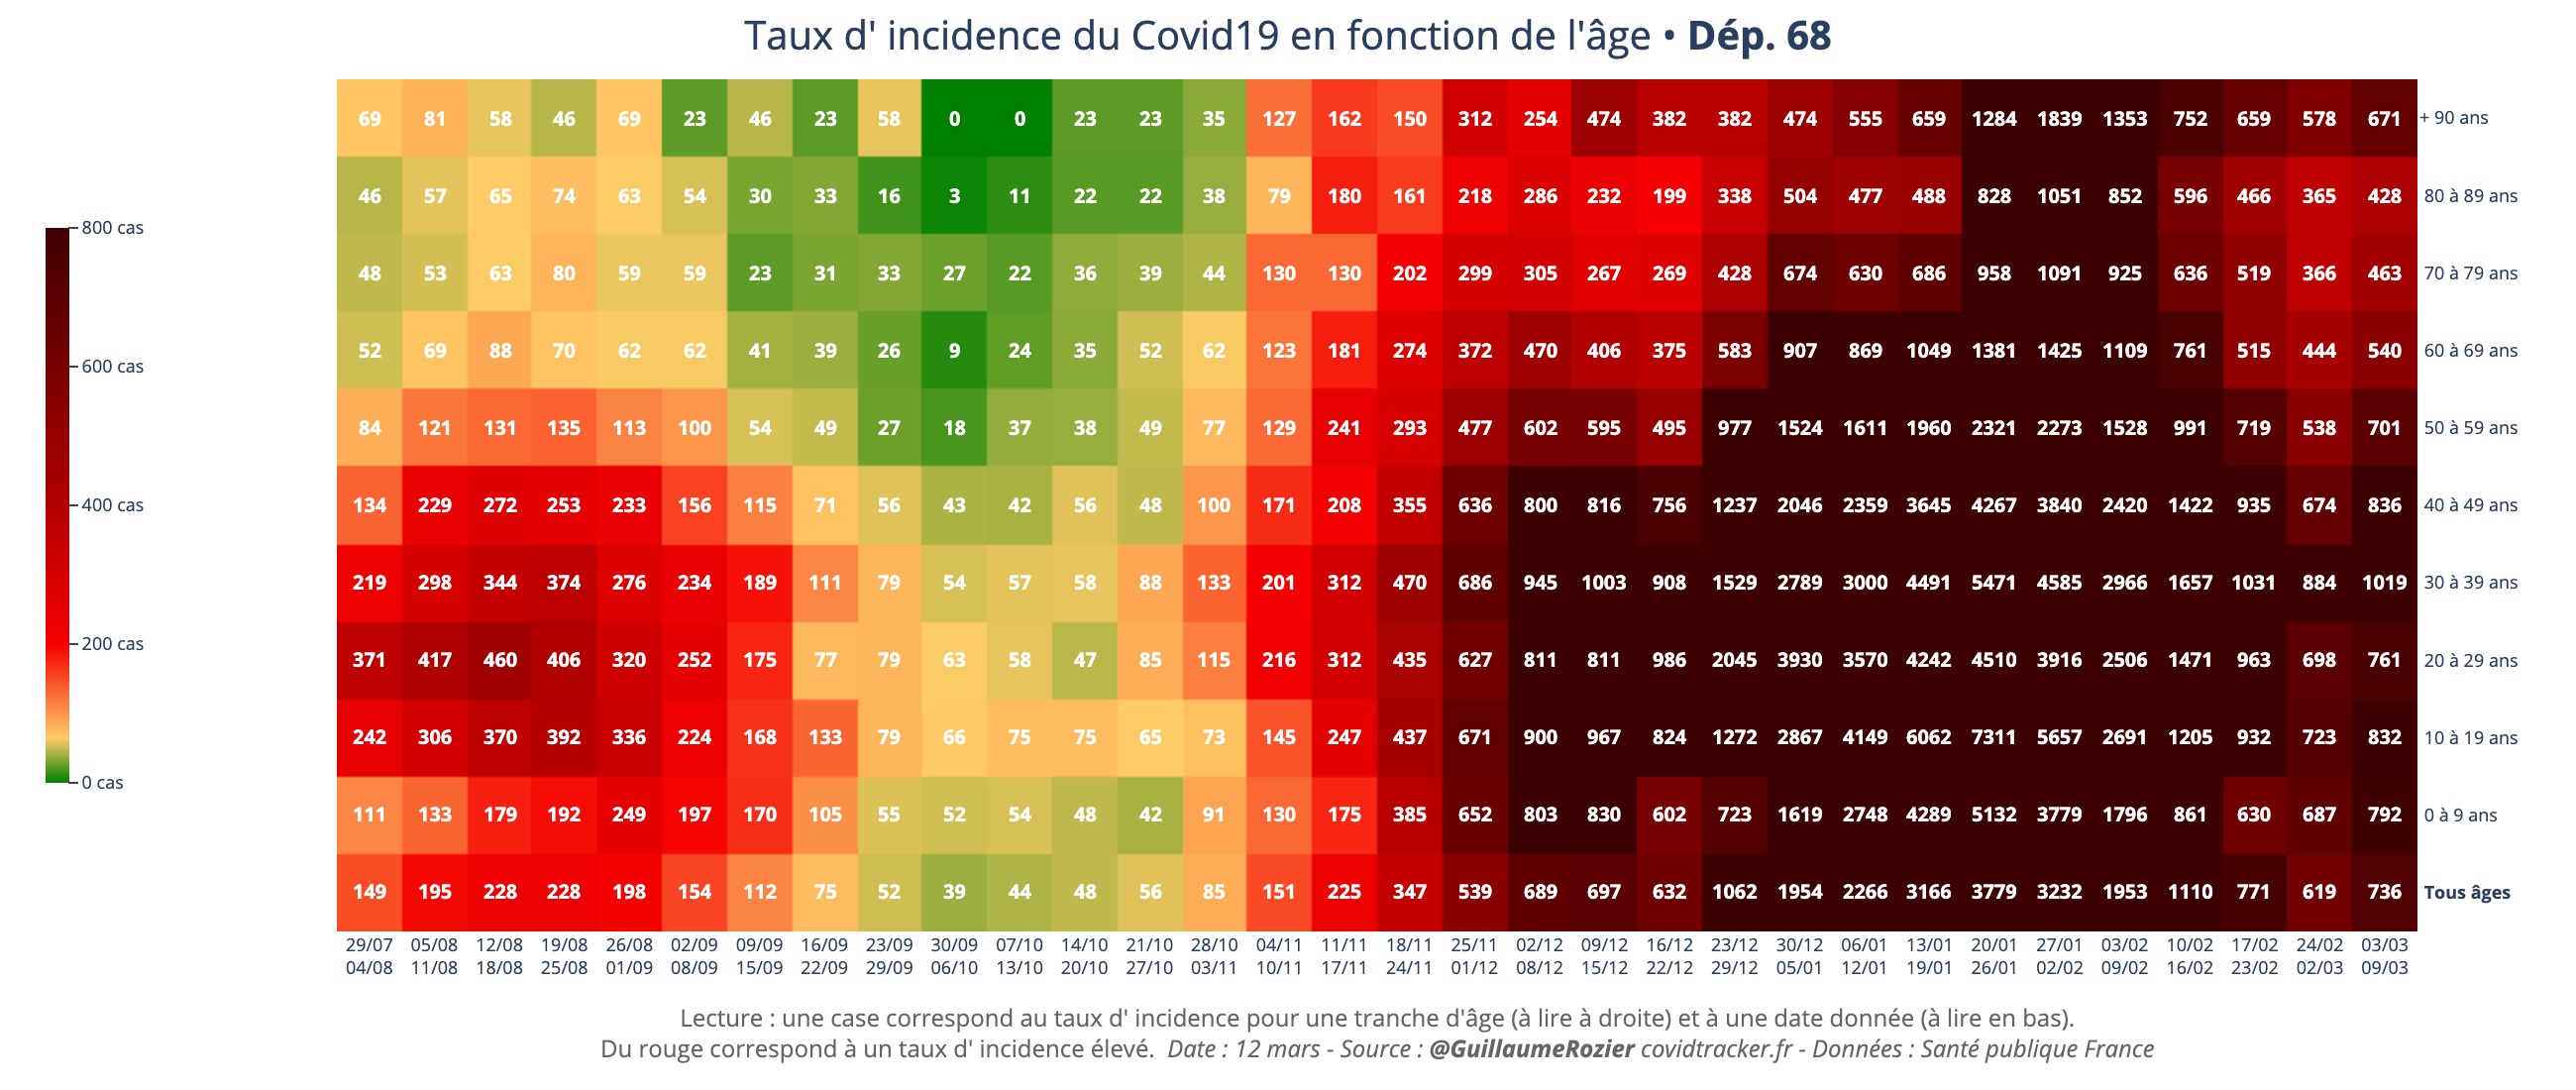 Taux d' incidence du Covid19 en fonction de l'âge • Dép. 68
800 cas
600 cas
400 cas
200 cas
0 cas
69 81 58 46 69 23 46 23 58 0 0 23 23 35 127 162 150 312 254 474 382 382 474 555 659 1284 1839 1353 752 659 578 671 + 90 ans
46 57 65 74 63 54 30 33 16 3 11 22 22 38 79 180 161 218 286 232 199 338 504 477 488 828 1051 852 596 466 365 428 80 à 89 ans
48 53 63 80 59 59 23 31 33 27 22 36 39 44 130 130 202 299 305 267 269 428 674 630 686 958 1091 925 636 519 366 463 70 à 79 ans
52 69 88 70 62 62 41 39 26 9 24 35 52 62 123 181 274 372 470 406 375 583 907 869 1049 1381 1425 1109 761 515 444 540 60 à 69 ans
84 121 131 135 113 100 54 49 27 18 37 38 49 77 129 241 293 477 602 595 495 977 1524 1611 1960 2321 2273 1528 991 719 538 701 50 à 59 ans
134 229 272 253 233 156 115 71 56 43 42 56 48 100 171 208 355 636 800 816 756 1237 2046 2359 3645 4267 3840 2420 1422 935 674 836 40 à 49 ans
219 298 344 374 276 234 189 111 79 54 57 58 88 133 201 312 470 686 945 1003 908 1529 2789 3000 4491 5471 4585 2966 1657 1031 884 1019 30 à 39 ans
371 417 460 406 320 252 175 77 79 63 58 47 85 115 216 312 435 627 811 811 986 2045 3930 3570 4242 4510 3916 2506 1471 963 698 761 20 à 29 ans
242 306 370 392 336 224 168 133 79 66 75 75 65 73 145 247 437 671 900 967 824 1272 2867 4149 6062 7311 5657 2691 1205 932 723 832 10 à 19 ans
111 133 179 192 249 197 170 105 55 52 54 48 42 91 130 175 385 652 803 830 602 723 1619 2748 4289 5132 3779 1796 861 630 687 792 0 à 9 ans
149 195 228 228 198 154 112 75 52 39 44 48 56 85 151 225 347 539 689 697 632 1062 1954 2266 3166 3779 3232 1953 1110 771 619 736 Tous âges
29/07 05/08 12/08 19/08 26/08 02/09 09/09 16/09 23/09 30/09 07/10 14/10 21/10 28/10 04/11 11/11 18/11 25/11 02/12 09/12 16/12 23/12 30/12 06/01 13/01 20/01 27/01 03/02 10/02 17/02 24/02 03/03
04/08 11/08 18/08 25/08 01/09 08/09 15/09 22/09 29/09 06/10 13/10 20/10 27/10 03/11 10/11 17/11 24/11 01/12 08/12 15/12 22/12 29/12 05/01 12/01 19/01 26/01 02/02 09/02 16/02 23/02 02/03 09/03
Lecture : une case correspond au taux d' incidence pour une tranche d'âge (à lire à droite) et à une date donnée (à lire en bas).
Du rouge correspond à un taux d' incidence élevé. Date : 12 mars - Source : @GuillaumeRozier covidtracker.fr - Données : Santé publique France